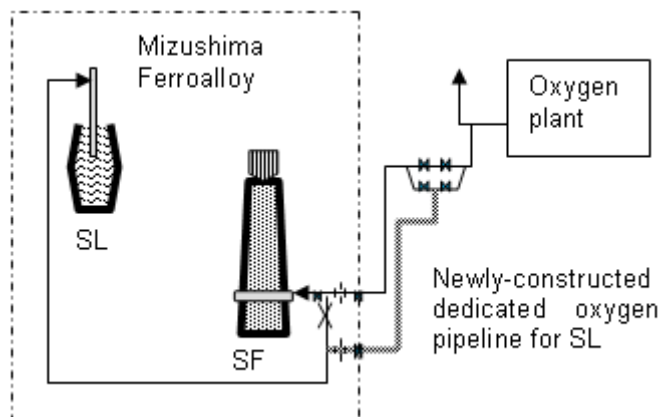 Mizushima
Ferroalloy
Oxygen
plant
SL
SF
Newly-constructed
dedicated oxygen
pipeline for SL